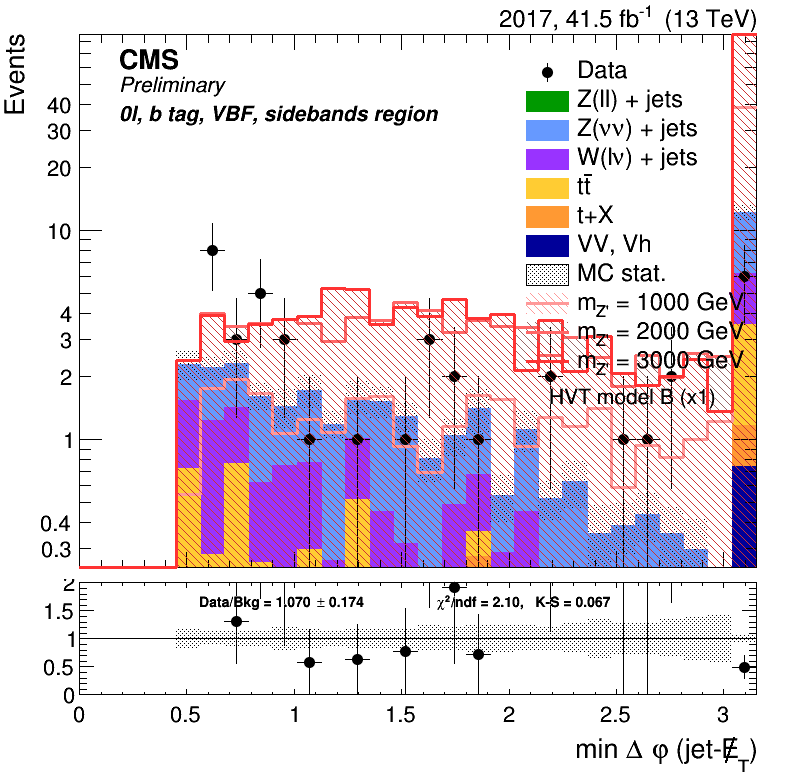 2017, 41.5 fb⁻¹ (13 TeV)
Events
CMS
Preliminary
0l, b tag, VBF, sidebands region
Data
Z(ll) + jets
Z(νν) + jets
W(lν) + jets
tt̄
t+X
VV, Vh
MC stat.
m_Z' = 1000 GeV
m_Z' = 2000 GeV
m_Z' = 3000 GeV
HVT model B (x1)
40
30
20
10
4
3
2
1
0.4
0.3
Data/Bkg = 1.070 ± 0.174 χ²/ndf = 2.10, K-S = 0.067
2
1.5
1
0.5
0
0 0.5 1 1.5 2 2.5 3
min Δ φ (jet-E̸_T)